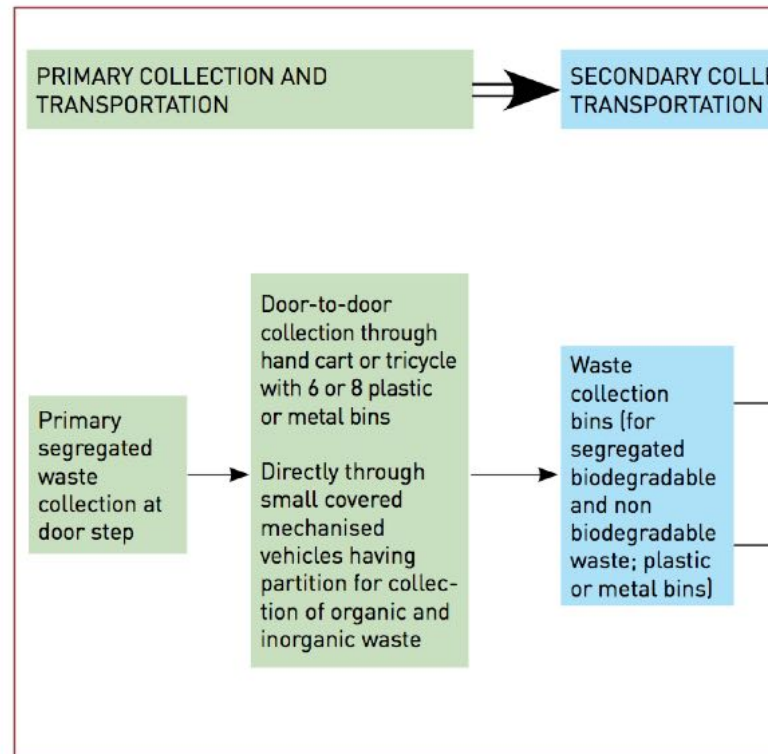 PRIMARY COLLECTION AND
TRANSPORTATION
SECONDARY
TRANSPORTATION
Primary
segregated
waste
collection at
door step
Door-to-door
collection through
hand cart or tricycle
with 6 or 8 plastic
or metal bins
Directly through
small covered
mechanised
vehicles having
partition for collec-
tion of organic and
inorganic waste
Waste
collection
bins (for
segregated
biodegradable
and non
biodegradable
waste; plastic
or metal bins)